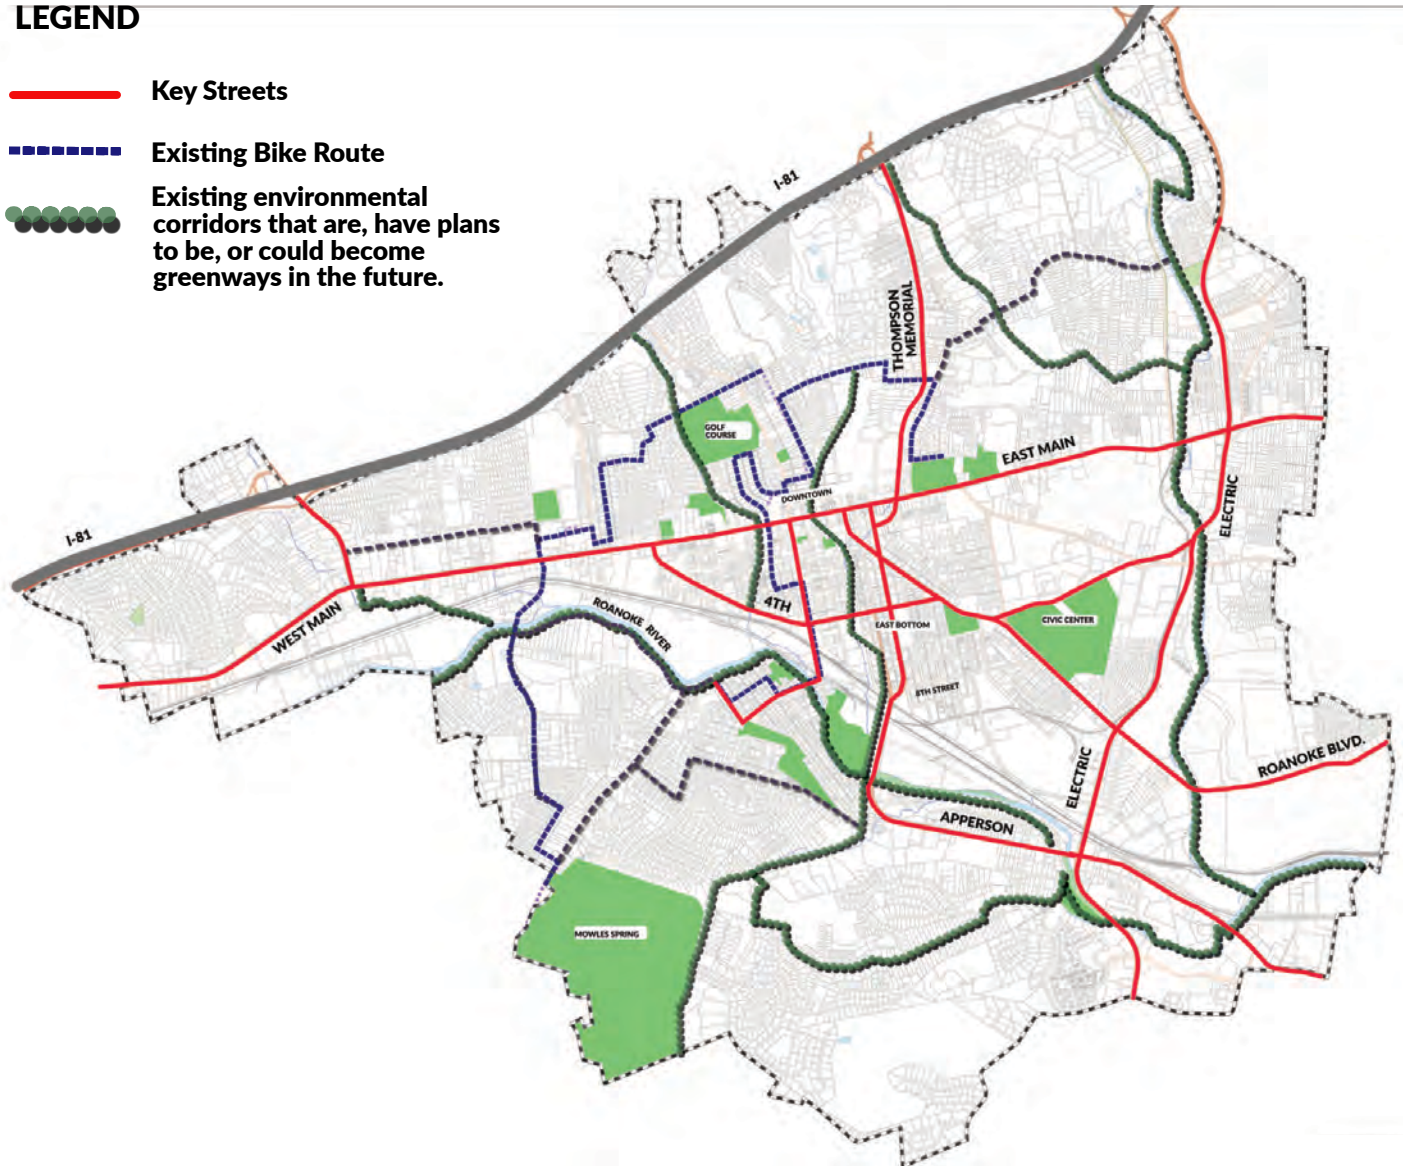 LEGEND
Key Streets
Existing Bike Route
Existing environmental
corridors that are, have plans
to be, or could become
greenways in the future.
I-81
THOMPSON
MEMORIAL
GOLF
COURSE
EAST MAIN
DOWNTOWN
ELECTRIC
I-81
WEST MAIN
ROANOKE RIVER
4TH
EAST BOTTOM
CIVIC CENTER
8TH STREET
ROANOKE BLVD.
ELECTRIC
APPERSON
MOWLES SPRING